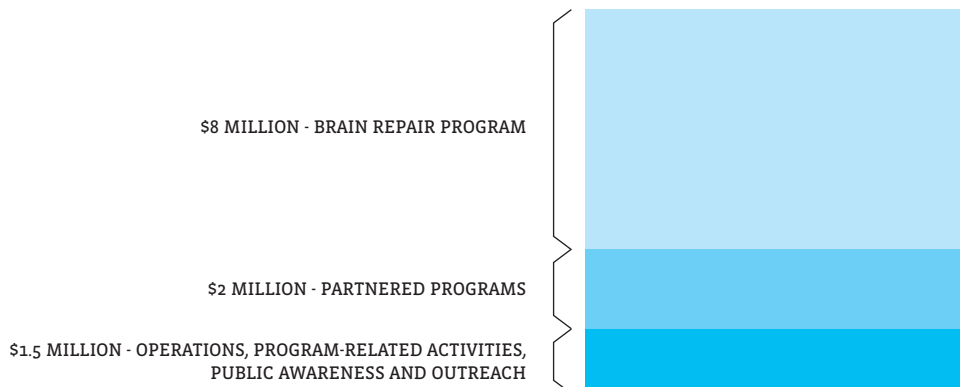 $8 MILLION - BRAIN REPAIR PROGRAM
$2 MILLION - PARTNERED PROGRAMS
$1.5 MILLION - OPERATIONS, PROGRAM-RELATED ACTIVITIES,
PUBLIC AWARENESS AND OUTREACH